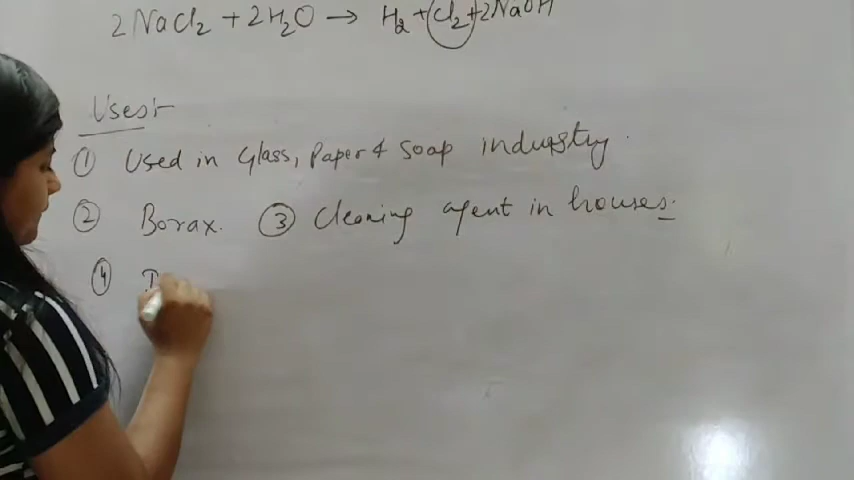 2NaCl₂ + 2H₂O → H₂ + Cl₂ + 2NaOH
Uses:-
① Used in Glass, Paper & Soap industry.
② Borax. ③ Cleaning agent in houses.
④